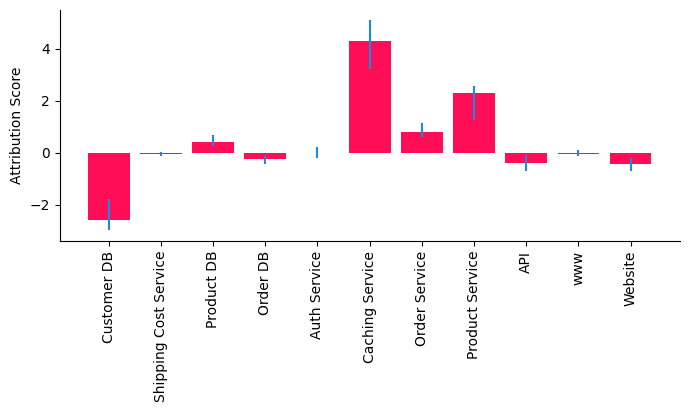 Attribution Score
4
2
0
−2
Customer DB
Shipping Cost Service
Product DB
Order DB
Auth Service
Caching Service
Order Service
Product Service
API
www
Website